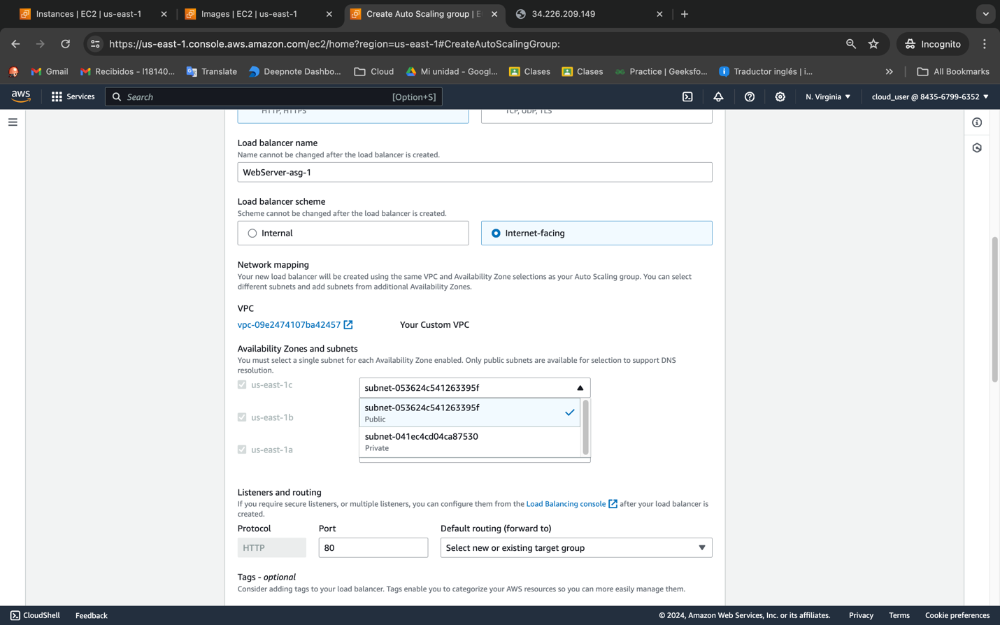 Instances | EC2 | us-east-1
Images | EC2 | us-east-1
Create Auto Scaling group | E
34.226.209.149
https://us-east-1.console.aws.amazon.com/ec2/home?region=us-east-1#CreateAutoScalingGroup:
Incognito
Gmail
Recibidos - l18140...
Translate
Deepnote Dashbo...
Cloud
Mi unidad - Googl...
Clases
Clases
Practice | Geeksfo...
Traductor inglés | i...
All Bookmarks
aws
Services
Search
[Option+S]
N. Virginia
cloud_user @ 8435-6799-6352
HTTP, HTTPS
TCP, UDP, TLS
Load balancer name
Name cannot be changed after the load balancer is created.
WebServer-asg-1
Load balancer scheme
Scheme cannot be changed after the load balancer is created.
Internal
Internet-facing
Network mapping
Your new load balancer will be created using the same VPC and Availability Zone selections as your Auto Scaling group. You can select
different subnets and add subnets from additional Availability Zones.
VPC
vpc-09e2474107ba42457
Your Custom VPC
Availability Zones and subnets
You must select a single subnet for each Availability Zone enabled. Only public subnets are available for selection to support DNS
resolution.
us-east-1c
subnet-053624c541263395f
subnet-053624c541263395f
Public
us-east-1b
subnet-041ec4cd04ca87530
Private
us-east-1a
Listeners and routing
If you require secure listeners, or multiple listeners, you can configure them from the Load Balancing console after your load balancer is
created.
Protocol
Port
Default routing (forward to)
HTTP
80
Select new or existing target group
Tags - optional
Consider adding tags to your load balancer. Tags enable you to categorize your AWS resources so you can more easily manage them.
CloudShell
Feedback
© 2024, Amazon Web Services, Inc. or its affiliates.
Privacy
Terms
Cookie preferences